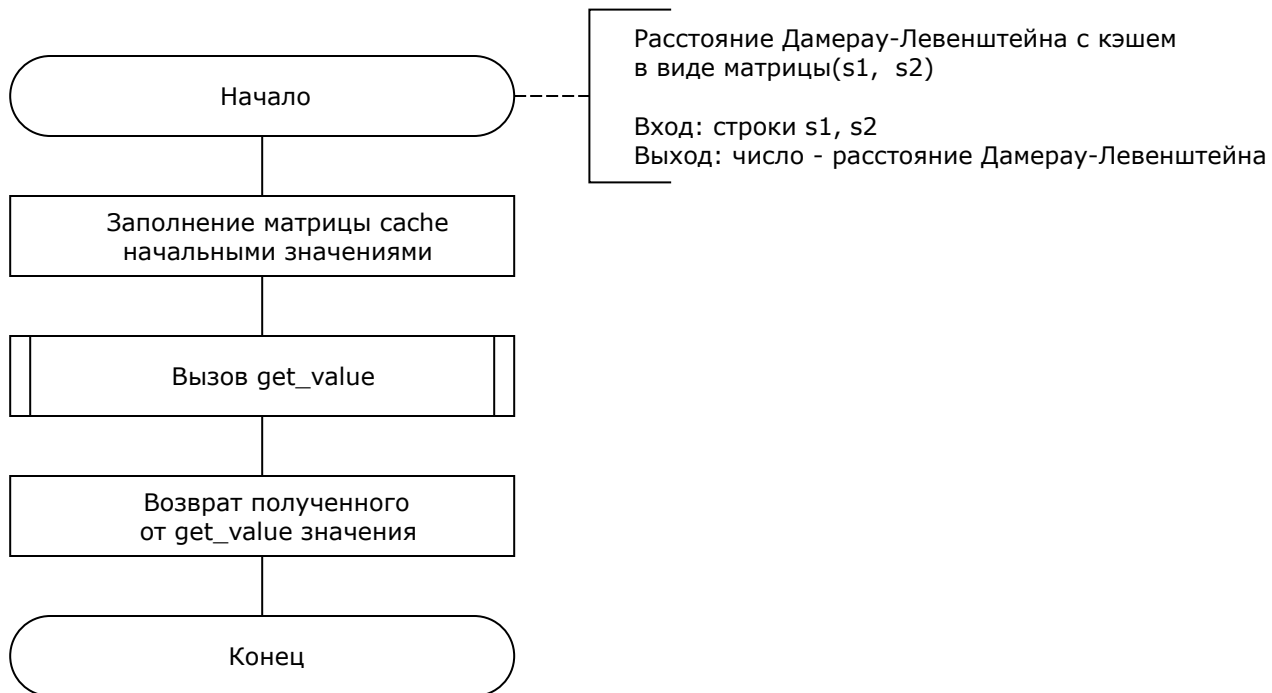 Начало
Расстояние Дамерау-Левенштейна с кэшем
в виде матрицы(s1, s2)
Вход: строки s1, s2
Выход: число - расстояние Дамерау-Левенштейна
Заполнение матрицы cache
начальными значениями
Вызов get_value
Возврат полученного
от get_value значения
Конец